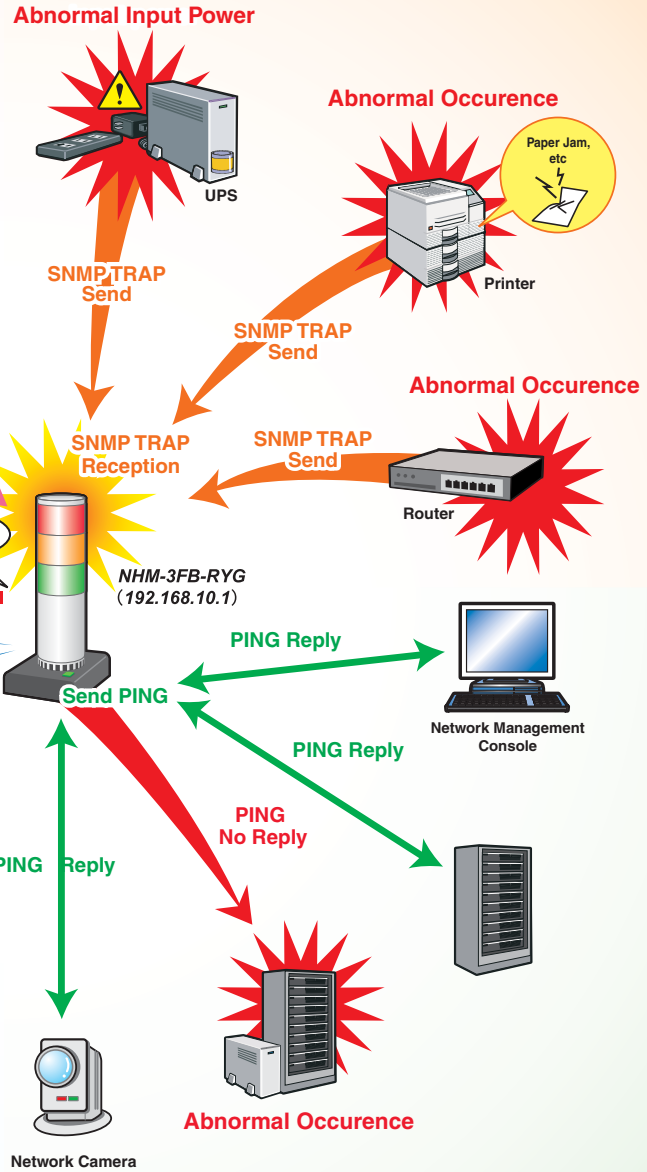 Abnormal Input Power
UPS
Abnormal Occurence
Paper Jam,
etc
Printer
SNMP TRAP
Send
SNMP TRAP
Send
Abnormal Occurence
SNMP TRAP
Reception
SNMP TRAP
Send
Router
NHM-3FB-RYG
(192.168.10.1)
PING Reply
Send PING
Network Management
Console
PING Reply
PING
No Reply
PING Reply
Abnormal Occurence
Network Camera